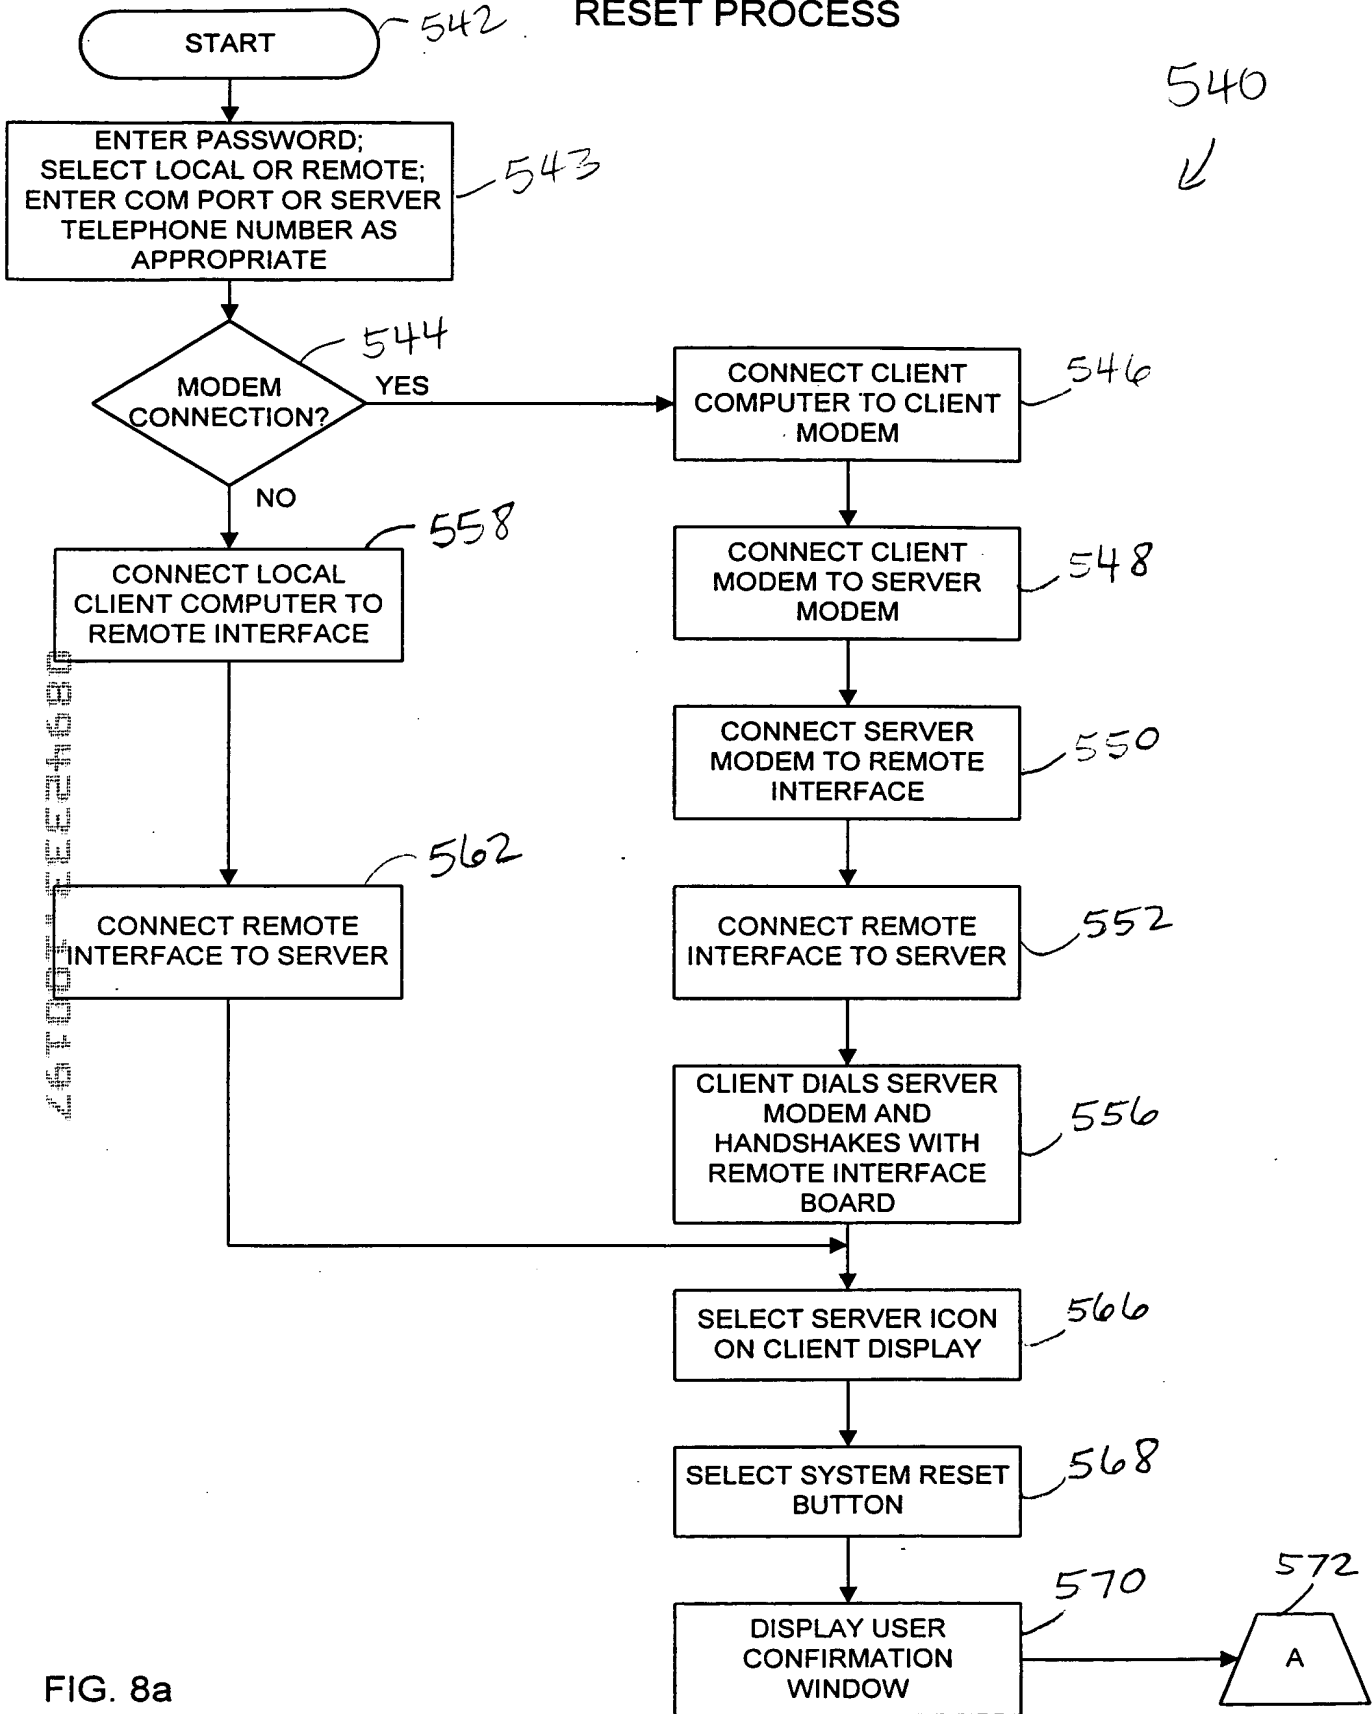 RESET PROCESS
START
542
540
ENTER PASSWORD;
SELECT LOCAL OR REMOTE;
ENTER COM PORT OR SERVER
TELEPHONE NUMBER AS
APPROPRIATE
543
MODEM
CONNECTION?
544
YES
NO
CONNECT CLIENT
COMPUTER TO CLIENT
MODEM
546
CONNECT LOCAL
CLIENT COMPUTER TO
REMOTE INTERFACE
558
CONNECT CLIENT
MODEM TO SERVER
MODEM
548
CONNECT SERVER
MODEM TO REMOTE
INTERFACE
550
CONNECT REMOTE
INTERFACE TO SERVER
562
CONNECT REMOTE
INTERFACE TO SERVER
552
CLIENT DIALS SERVER
MODEM AND
HANDSHAKES WITH
REMOTE INTERFACE
BOARD
556
SELECT SERVER ICON
ON CLIENT DISPLAY
566
SELECT SYSTEM RESET
BUTTON
568
DISPLAY USER
CONFIRMATION
WINDOW
570
572
A
FIG. 8a